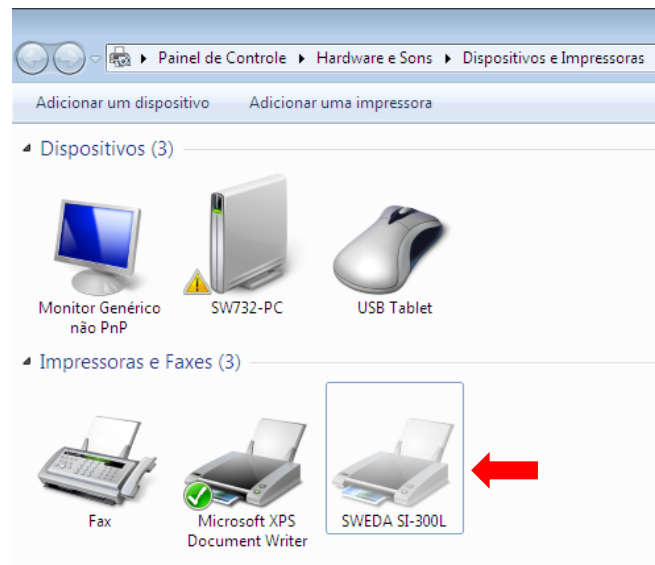 Painel de Controle ▸ Hardware e Sons ▸ Dispositivos e Impressoras
Adicionar um dispositivo Adicionar uma impressora
Dispositivos (3)
Monitor Genérico
não PnP
SW732-PC
USB Tablet
Impressoras e Faxes (3)
Fax
Microsoft XPS
Document Writer
SWEDA SI-300L